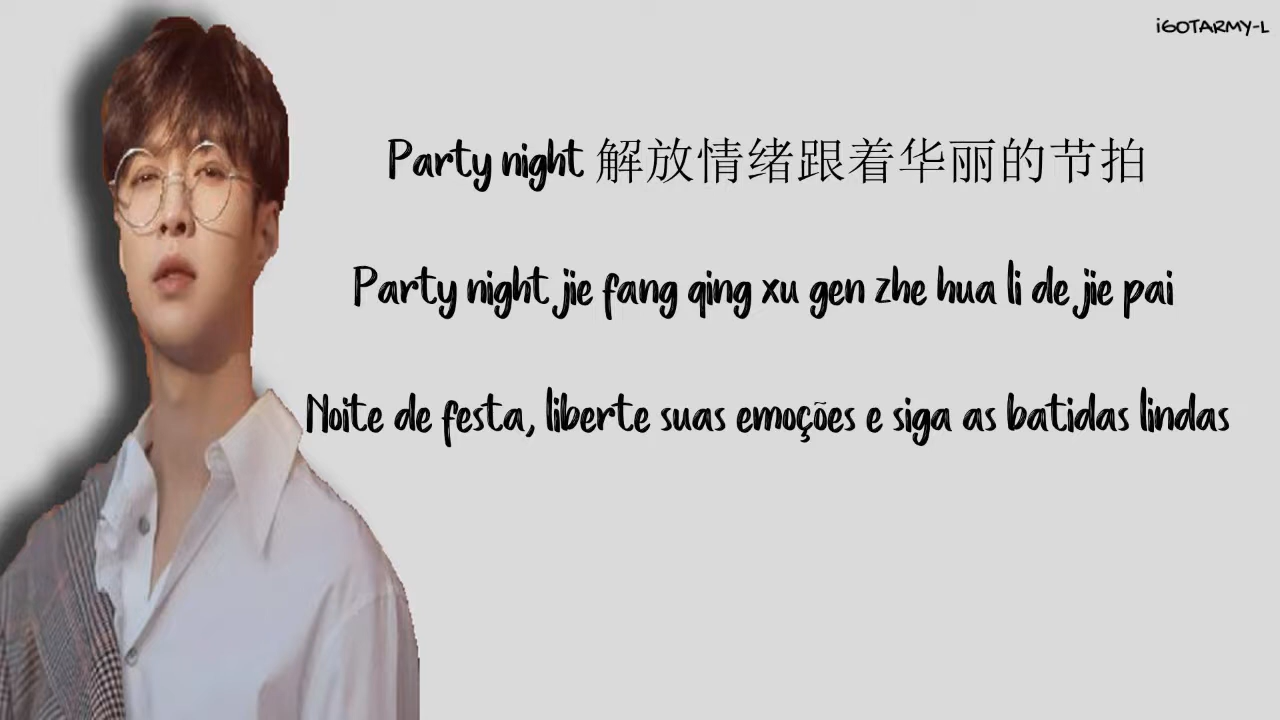 iGOTARMY-L
Party night 解放情绪跟着华丽的节拍
Party night jie fang qing xu gen zhe hua li de jie pai
Noite de festa, liberte suas emoções e siga as batidas lindas